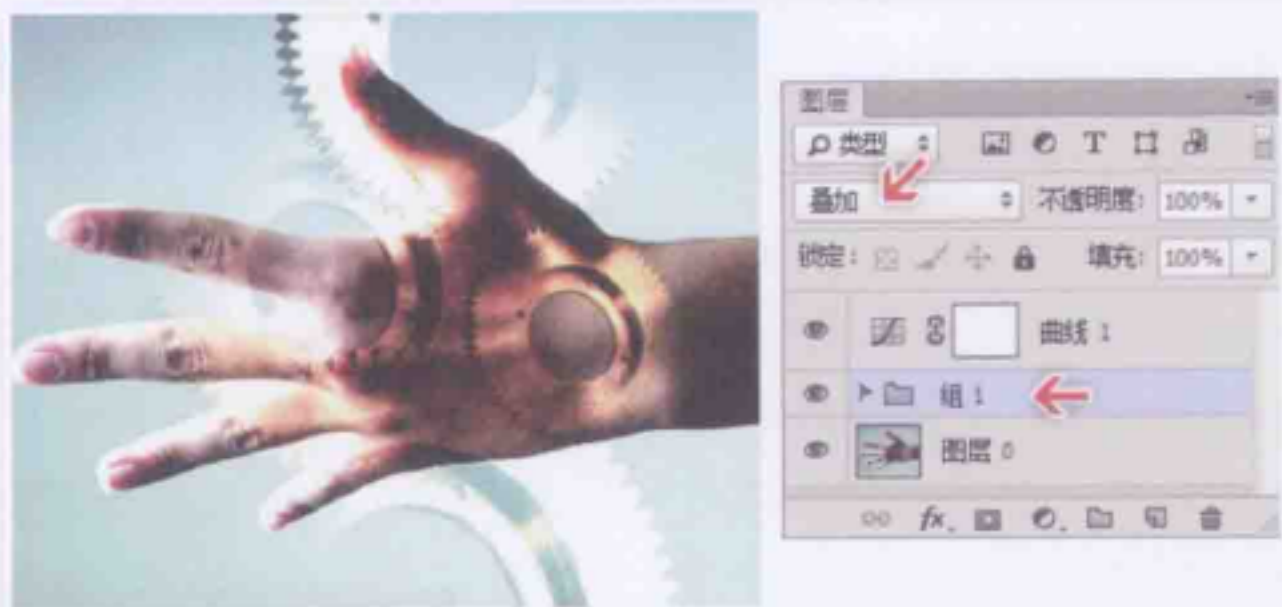 图层
类型
叠加 不透明度: 100%
锁定: 填充: 100%
曲线 1
组 1
图层 0
fx.